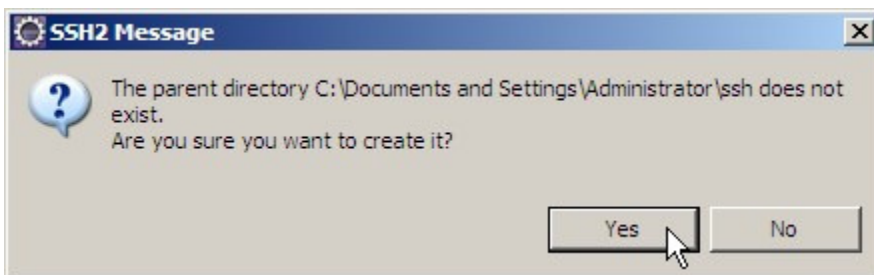 SSH2 Message
The parent directory C:\Documents and Settings\Administrator\ssh does not
exist.
Are you sure you want to create it?
Yes
No